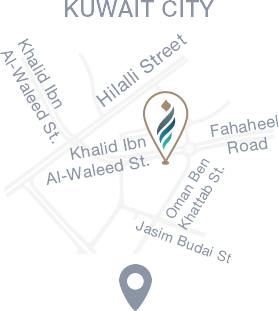 KUWAIT CITY
Khalid Ibn
Al-Waleed St.
Hilalli Street
Fahaheel
Road
Khalid Ibn
Al-Waleed St.
Oman Ben
Khattab St.
Jasim Budai St